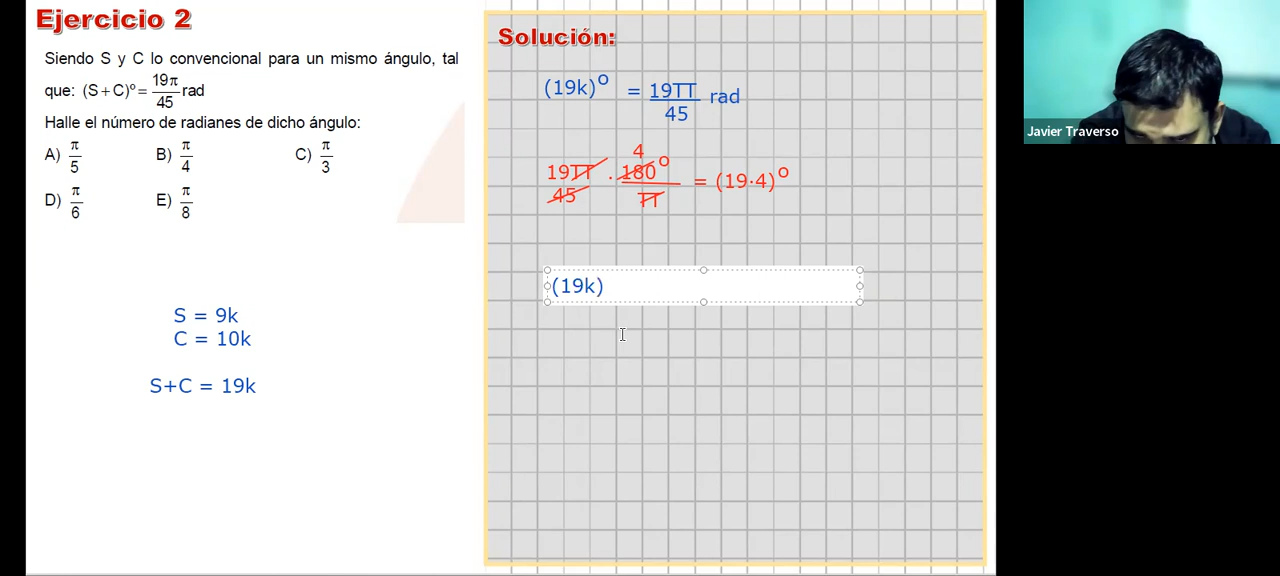 Ejercicio 2
Siendo S y C lo convencional para un mismo ángulo, tal
que: (S+C)º = 19π/45 rad
Halle el número de radianes de dicho ángulo:
A) π/5 B) π/4 C) π/3
D) π/6 E) π/8
S = 9k
C = 10k
S+C = 19k
Solución:
(19k)º = 19π/45 rad
19π/45 · 180º/π = (19·4)º
4
(19k)
Javier Traverso